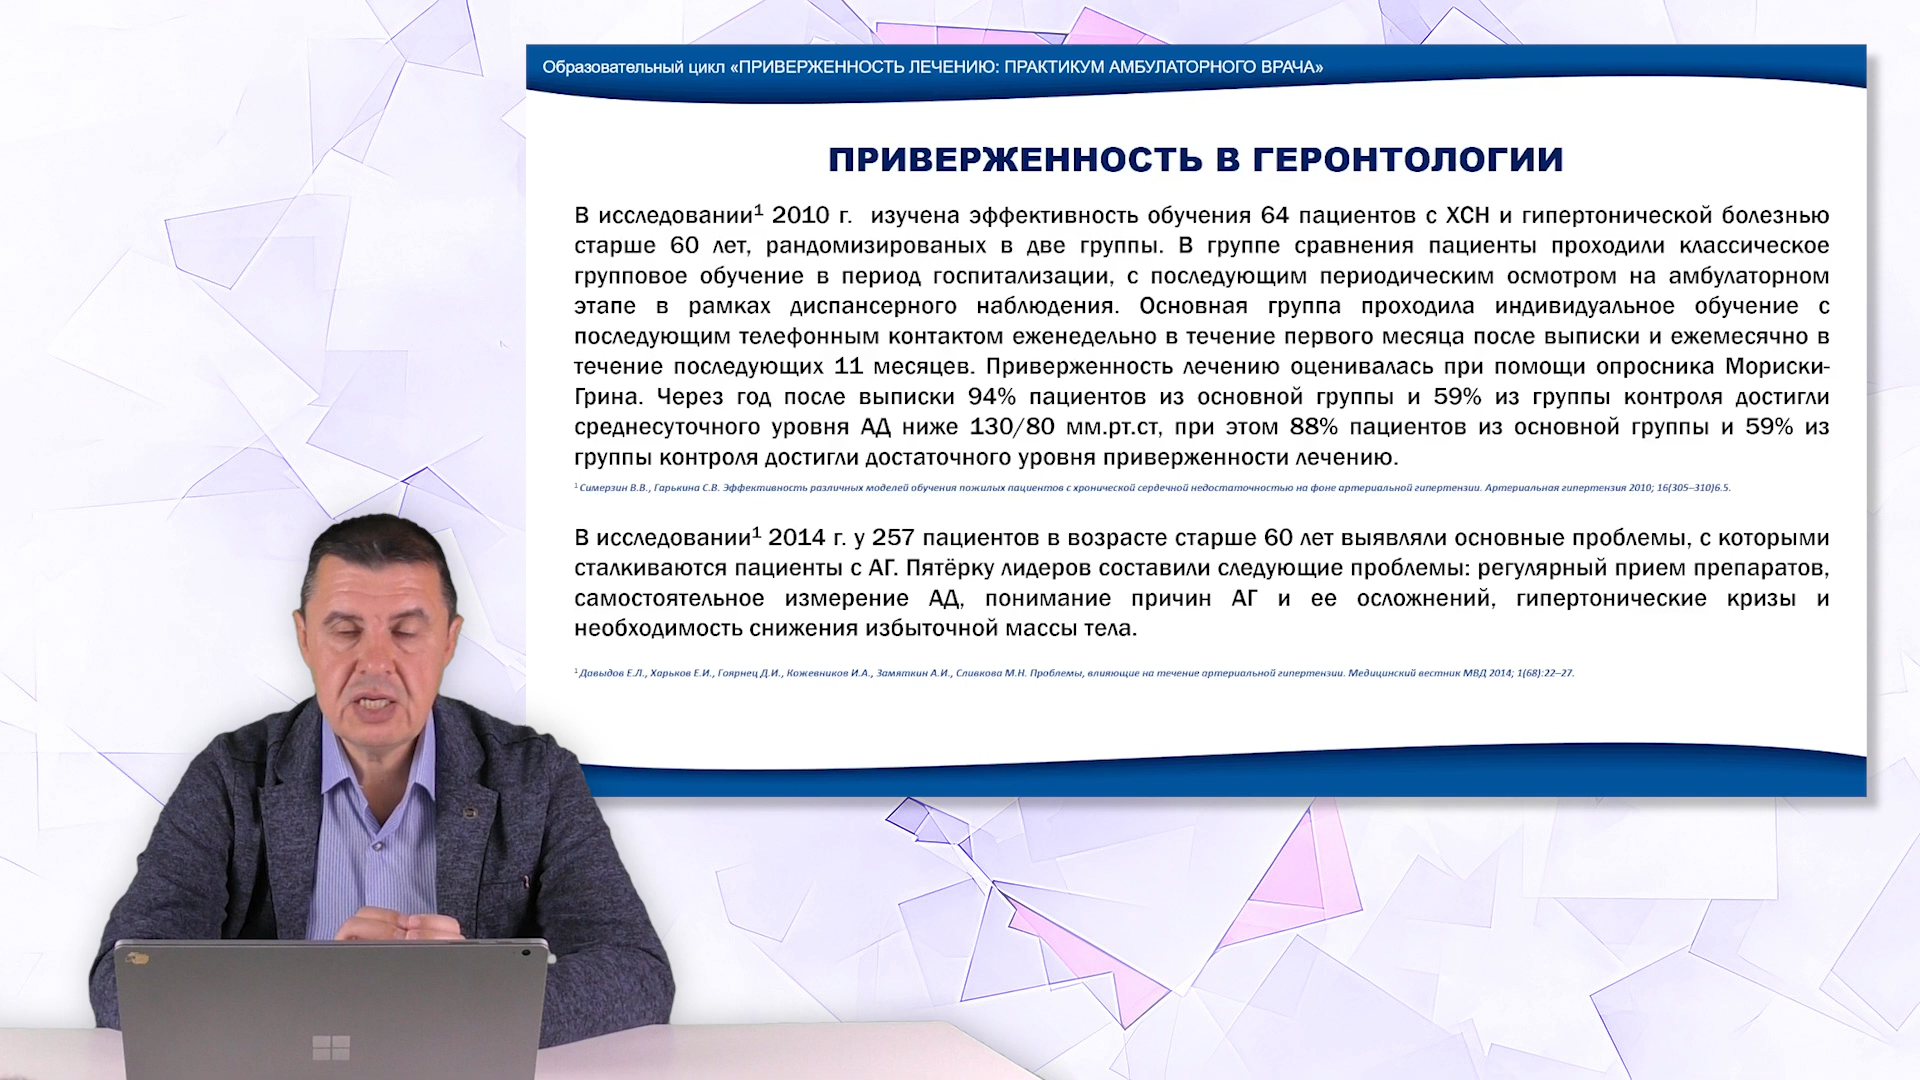 Образовательный цикл «ПРИВЕРЖЕННОСТЬ ЛЕЧЕНИЮ: ПРАКТИКУМ АМБУЛАТОРНОГО ВРАЧА»
ПРИВЕРЖЕННОСТЬ В ГЕРОНТОЛОГИИ
В исследовании¹ 2010 г. изучена эффективность обучения 64 пациентов с ХСН и гипертонической болезнью
старше 60 лет, рандомизированых в две группы. В группе сравнения пациенты проходили классическое
групповое обучение в период госпитализации, с последующим периодическим осмотром на амбулаторном
этапе в рамках диспансерного наблюдения. Основная группа проходила индивидуальное обучение с
последующим телефонным контактом еженедельно в течение первого месяца после выписки и ежемесячно в
течение последующих 11 месяцев. Приверженность лечению оценивалась при помощи опросника Мориски-
Грина. Через год после выписки 94% пациентов из основной группы и 59% из группы контроля достигли
среднесуточного уровня АД ниже 130/80 мм.рт.ст, при этом 88% пациентов из основной группы и 59% из
группы контроля достигли достаточного уровня приверженности лечению.
¹ Симерзин В.В., Гарькина С.В. Эффективность различных моделей обучения пожилых пациентов с хронической сердечной недостаточностью на фоне артериальной гипертензии. Артериальная гипертензия 2010; 16(305–310)6.5.
В исследовании¹ 2014 г. у 257 пациентов в возрасте старше 60 лет выявляли основные проблемы, с которыми
сталкиваются пациенты с АГ. Пятёрку лидеров составили следующие проблемы: регулярный прием препаратов,
самостоятельное измерение АД, понимание причин АГ и ее осложнений, гипертонические кризы и
необходимость снижения избыточной массы тела.
¹ Давыдов Е.Л., Харьков Е.И., Гоярнец Д.И., Кожевников И.А., Замяткин А.И., Сливкова М.Н. Проблемы, влияющие на течение артериальной гипертензии. Медицинский вестник МВД 2014; 1(68):22–27.